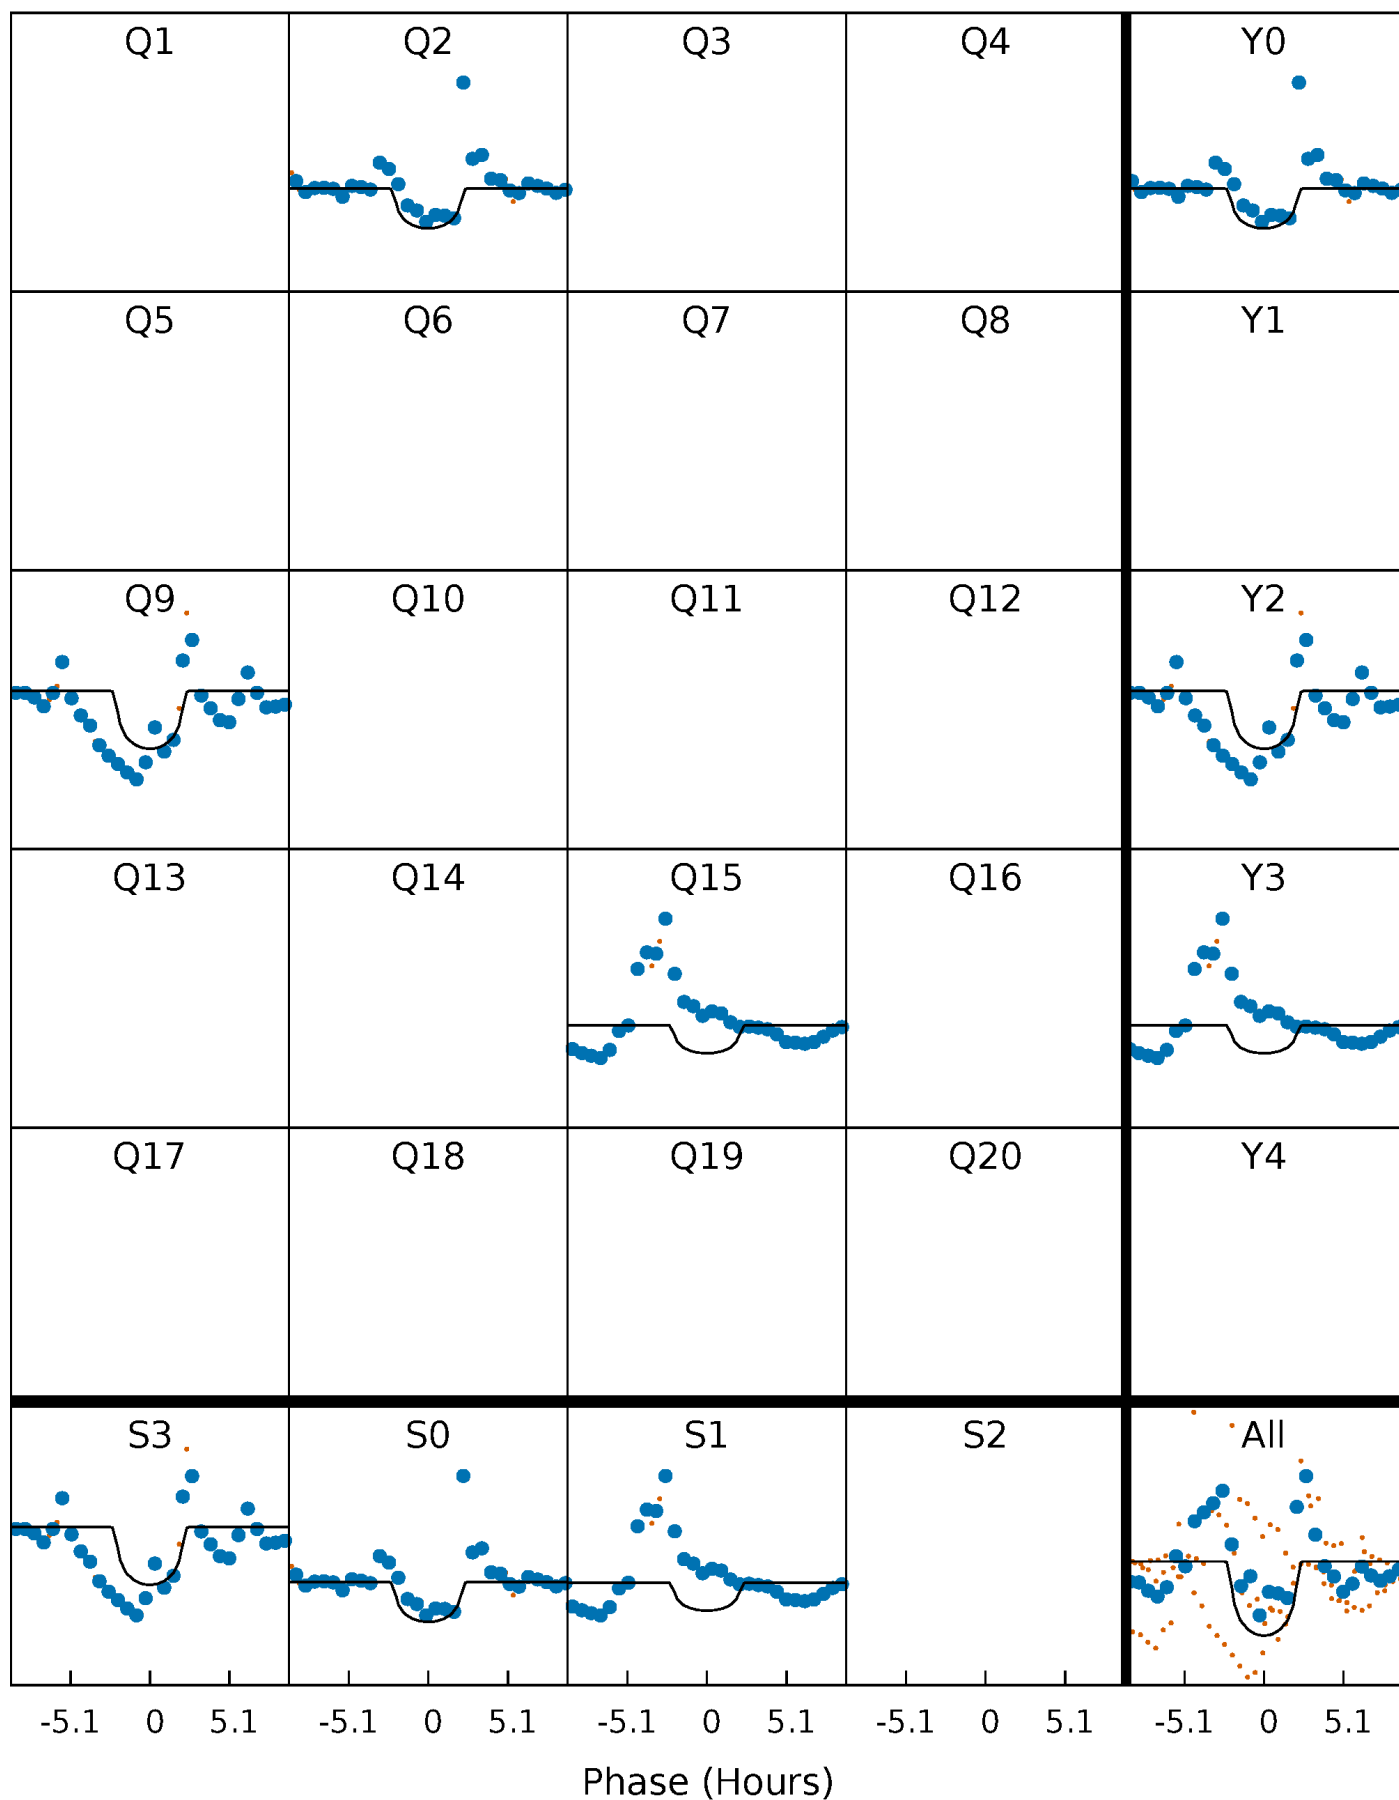 Q1 Q2 Q3 Q4 Y0
Q5 Q6 Q7 Q8 Y1
Q9 Q10 Q11 Q12 Y2
Q13 Q14 Q15 Q16 Y3
Q17 Q18 Q19 Q20 Y4
S3 S0 S1 S2 All
-5.1 0 5.1 -5.1 0 5.1 -5.1 0 5.1 -5.1 0 5.1 -5.1 0 5.1
Phase (Hours)